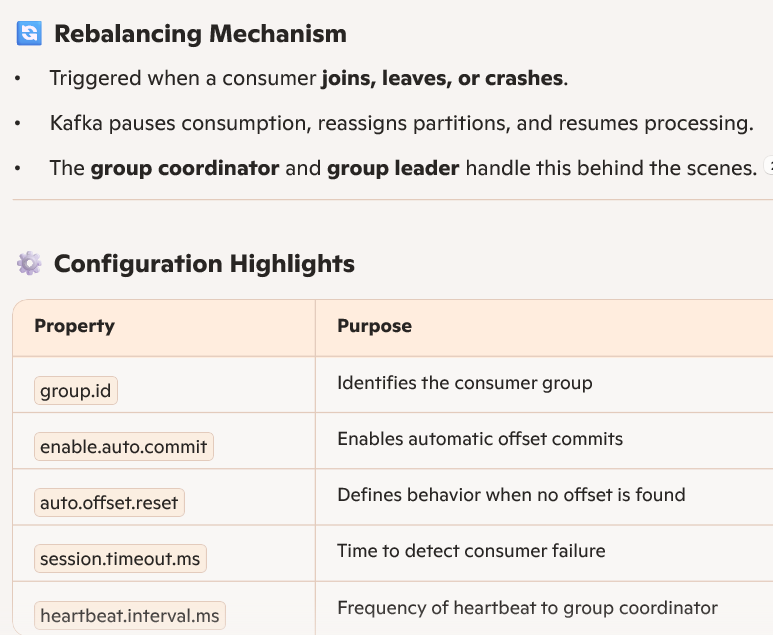 Rebalancing Mechanism
• Triggered when a consumer joins, leaves, or crashes.
• Kafka pauses consumption, reassigns partitions, and resumes processing.
• The group coordinator and group leader handle this behind the scenes.
Configuration Highlights
Property Purpose
group.id Identifies the consumer group
enable.auto.commit Enables automatic offset commits
auto.offset.reset Defines behavior when no offset is found
session.timeout.ms Time to detect consumer failure
heartbeat.interval.ms Frequency of heartbeat to group coordinator